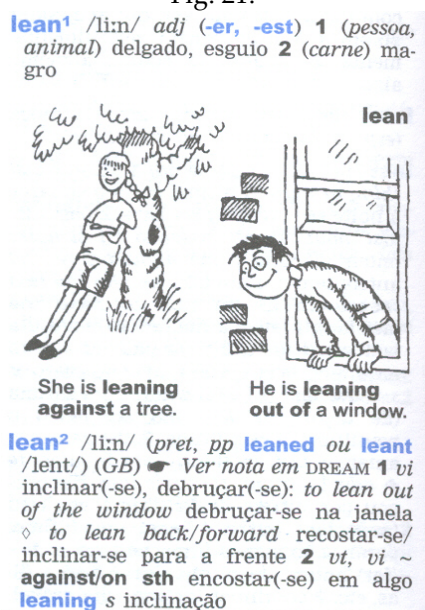 Fig. 21.
lean¹ /liːn/ adj (-er, -est) 1 (pessoa,
animal) delgado, esguio 2 (carne) ma-
gro
lean
She is leaning
against a tree.
He is leaning
out of a window.
lean² /liːn/ (pret, pp leaned ou leant
/lent/) (GB) ☛ Ver nota em DREAM 1 vi
inclinar(-se), debruçar(-se): to lean out
of the window debruçar-se na janela
◊ to lean back/forward recostar-se/
inclinar-se para a frente 2 vt, vi ~
against/on sth encostar(-se) em algo
leaning s inclinação